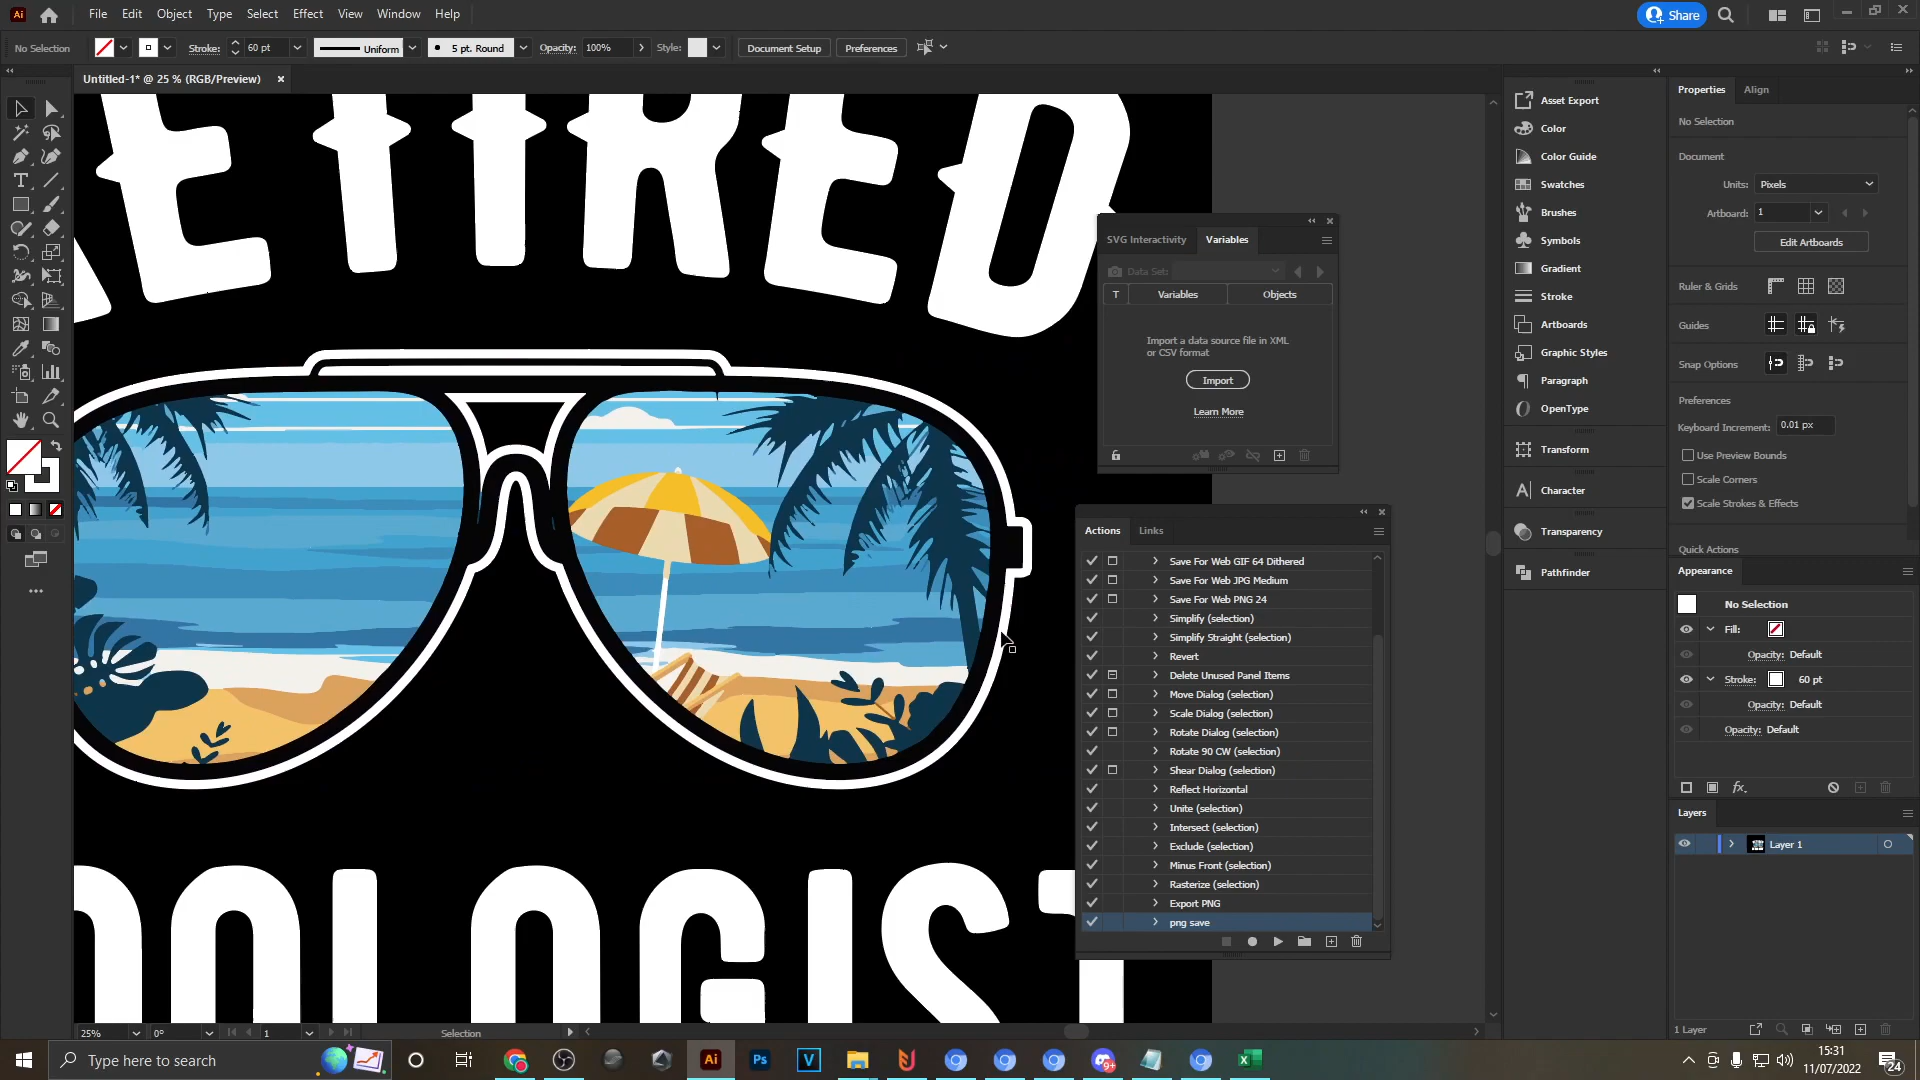 File Edit Object Type Select Effect View Window Help
Share
No Selection
Stroke: 60 pt
Uniform
5 pt. Round
Opacity: 100%
Style:
Document Setup
Preferences
Untitled-1* @ 25 % (RGB/Preview)
ETIRED
OLOGIST
SVG Interactivity Variables
Data Set:
T Variables Objects
Import a data source file in XML
or CSV format
Import
Learn More
Actions Links
Save For Web GIF 64 Dithered
Save For Web JPG Medium
Save For Web PNG 24
Simplify (selection)
Simplify Straight (selection)
Revert
Delete Unused Panel Items
Move Dialog (selection)
Scale Dialog (selection)
Rotate Dialog (selection)
Rotate 90 CW (selection)
Shear Dialog (selection)
Reflect Horizontal
Unite (selection)
Intersect (selection)
Exclude (selection)
Minus Front (selection)
Rasterize (selection)
Export PNG
png save
Asset Export
Color
Color Guide
Swatches
Brushes
Symbols
Gradient
Stroke
Artboards
Graphic Styles
Paragraph
OpenType
Transform
Character
Transparency
Pathfinder
Properties Align
No Selection
Document
Units: Pixels
Artboard: 1
Edit Artboards
Ruler & Grids
Guides
Snap Options
Preferences
Keyboard Increment: 0.01 px
Use Preview Bounds
Scale Corners
Scale Strokes & Effects
Quick Actions
Appearance
No Selection
Fill:
Opacity: Default
Stroke: 60 pt
Opacity: Default
Opacity: Default
Layers
Layer 1
1 Layer
25% 0° 1 Selection
Type here to search
Ai Ps V
9+
15:31
11/07/2022
24